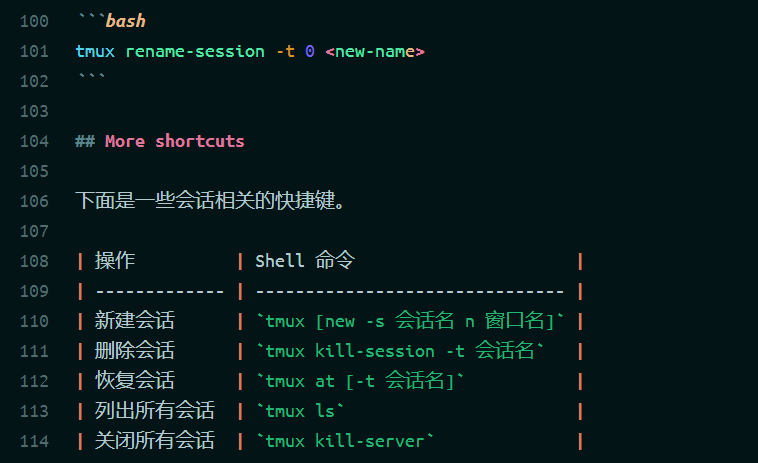 100 ```bash
101 tmux rename-session -t 0 <new-name>
102 ```
103
104 ## More shortcuts
105
106 下面是一些会话相关的快捷键。
107
108 | 操作          | Shell 命令                      |
109 | ------------- | ------------------------------- |
110 | 新建会话      | `tmux [new -s 会话名 n 窗口名]` |
111 | 删除会话      | `tmux kill-session -t 会话名`   |
112 | 恢复会话      | `tmux at [-t 会话名]`           |
113 | 列出所有会话  | `tmux ls`                       |
114 | 关闭所有会话  | `tmux kill-server`              |